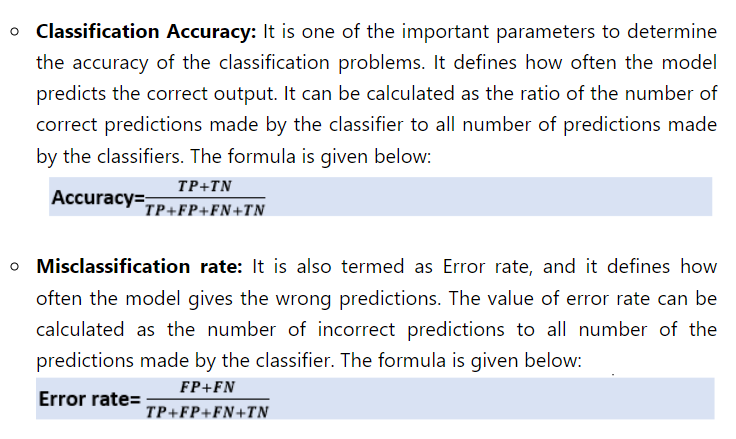 o Classification Accuracy: It is one of the important parameters to determine
the accuracy of the classification problems. It defines how often the model
predicts the correct output. It can be calculated as the ratio of the number of
correct predictions made by the classifier to all number of predictions made
by the classifiers. The formula is given below:
TP+TN
Accuracy=
TP+FP+FN+TN
o Misclassification rate: It is also termed as Error rate, and it defines how
often the model gives the wrong predictions. The value of error rate can be
calculated as the number of incorrect predictions to all number of the
predictions made by the classifier. The formula is given below:
FP+FN
Error rate=
TP+FP+FN+TN